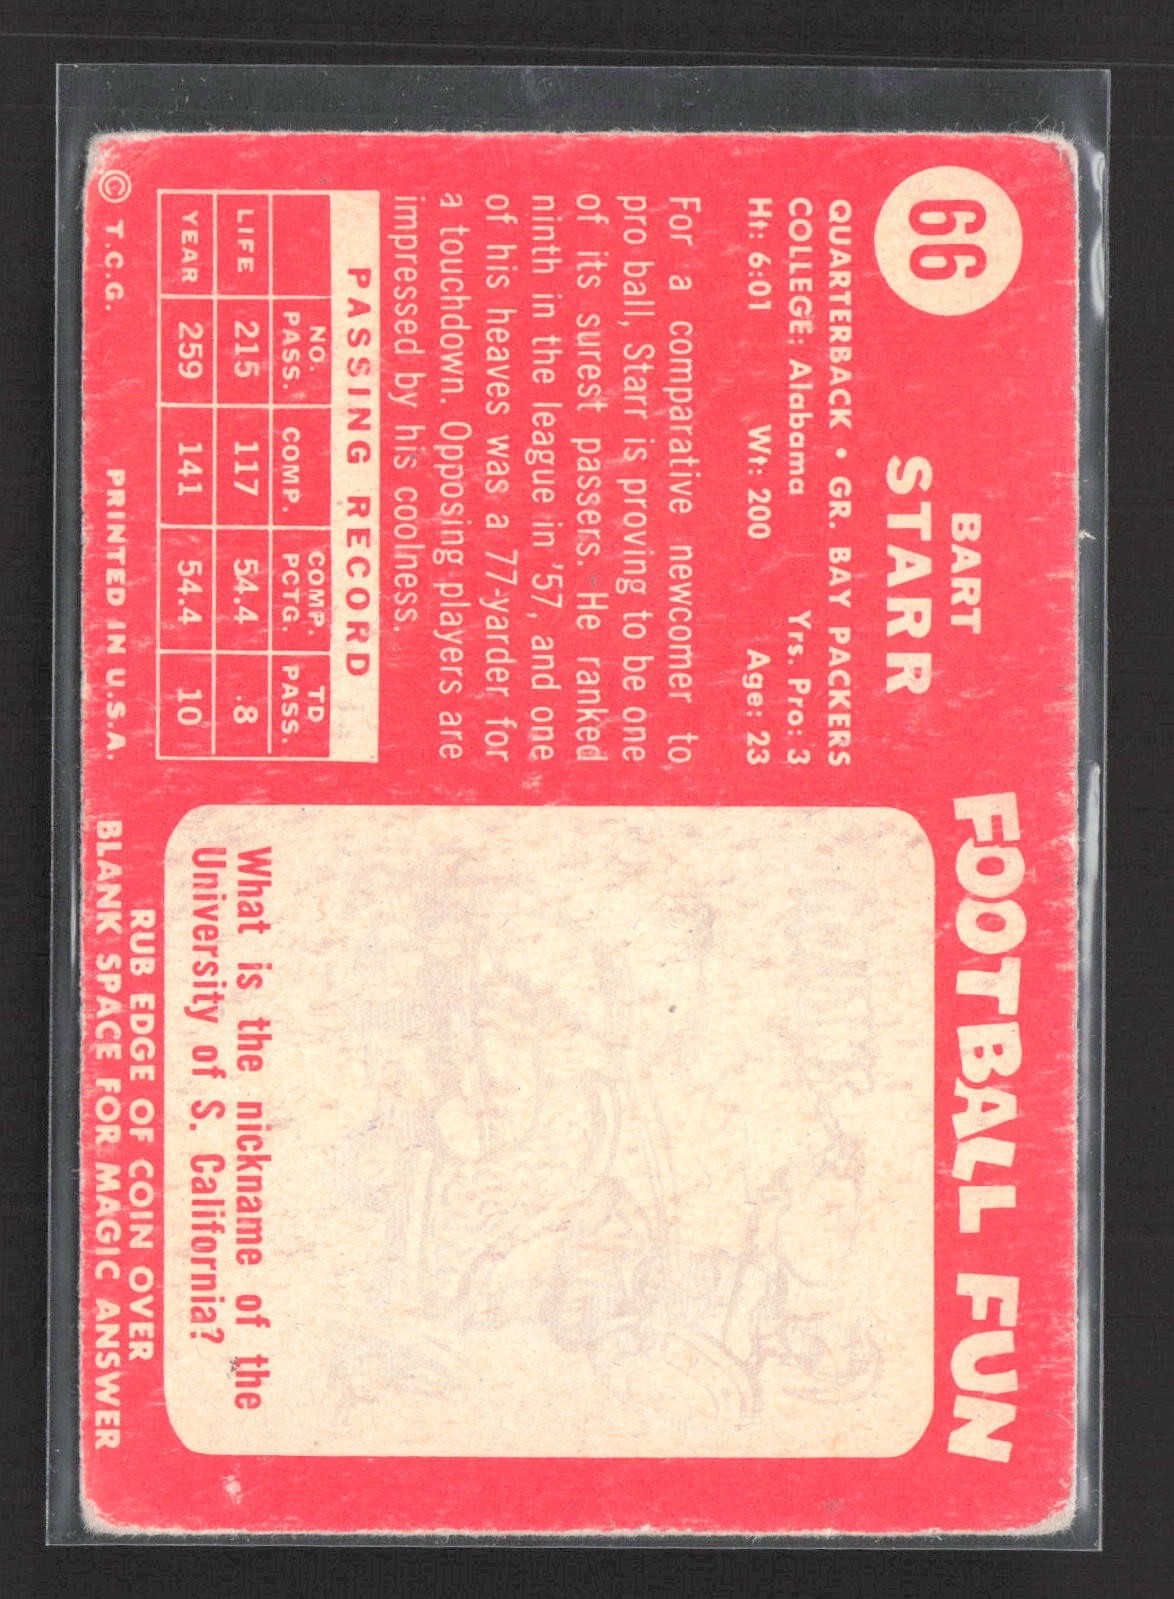 66
BART
STARR
QUARTERBACK • GR. BAY PACKERS
COLLEGE: Alabama Yrs. Pro: 3
Ht: 6:01 Wt: 200 Age: 23
For a comparative newcomer to
pro ball, Starr is proving to be one
of its surest passers. He ranked
ninth in the league in '57, and one
of his heaves was a 77-yarder for
a touchdown. Opposing players are
impressed by his coolness.
PASSING RECORD
NO. PASS. COMP. COMP. PCTG. TD PASS.
LIFE 215 117 54.4 8
YEAR 259 141 54.4 10
© T.C.G. PRINTED IN U.S.A.
FOOTBALL FUN
What is the nickname of the
University of S. California?
RUB EDGE OF COIN OVER
BLANK SPACE FOR MAGIC ANSWER